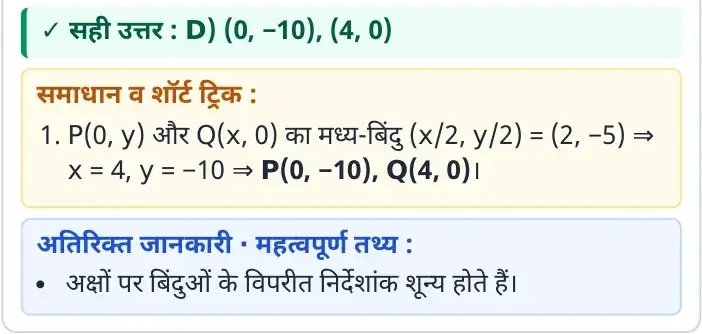 ✓ सही उत्तर : D) (0, −10), (4, 0)
समाधान व शॉर्ट ट्रिक :
1. P(0, y) और Q(x, 0) का मध्य-बिंदु (x/2, y/2) = (2, −5) ⇒
x = 4, y = −10 ⇒ P(0, −10), Q(4, 0)।
अतिरिक्त जानकारी · महत्वपूर्ण तथ्य :
• अक्षों पर बिंदुओं के विपरीत निर्देशांक शून्य होते हैं।